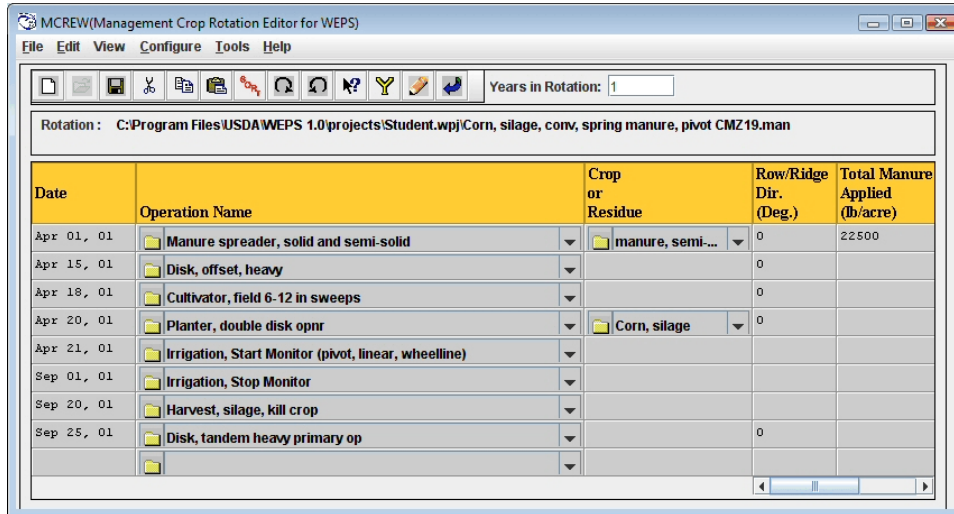 MCREW(Management Crop Rotation Editor for WEPS)
File Edit View Configure Tools Help
SORT Years in Rotation: 1
Rotation : C:\Program Files\USDA\WEPS 1.0\projects\Student.wpj\Corn, silage, conv, spring manure, pivot CMZ19.man
Date Operation Name Crop or Residue Row/Ridge Dir. (Deg.) Total Manure Applied (lb/acre)
Apr 01, 01 Manure spreader, solid and semi-solid manure, semi-... 0 22500
Apr 15, 01 Disk, offset, heavy 0
Apr 18, 01 Cultivator, field 6-12 in sweeps 0
Apr 20, 01 Planter, double disk opnr Corn, silage 0
Apr 21, 01 Irrigation, Start Monitor (pivot, linear, wheelline)
Sep 01, 01 Irrigation, Stop Monitor
Sep 20, 01 Harvest, silage, kill crop
Sep 25, 01 Disk, tandem heavy primary op 0